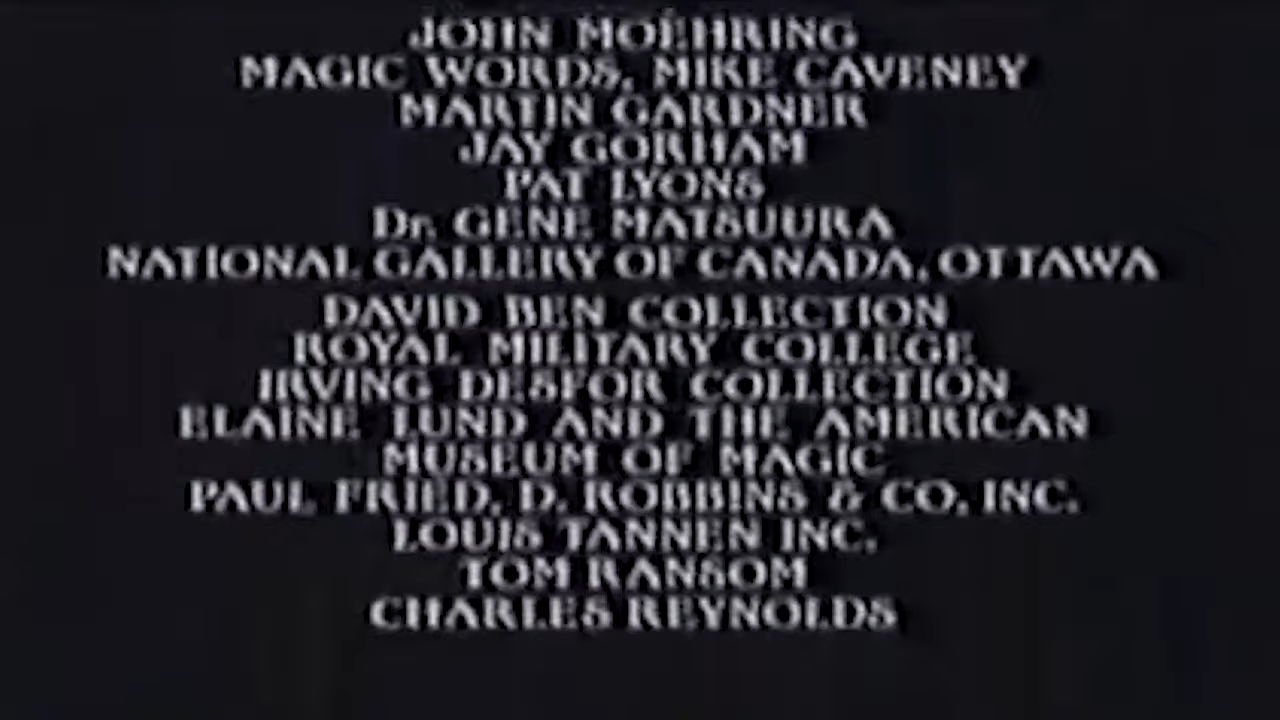 JOHN MOEHRING
MAGIC WORDS, MIKE CAVENEY
MARTIN GARDNER
JAY GORHAM
PAT LYONS
Dr. GENE MATSUURA
NATIONAL GALLERY OF CANADA, OTTAWA
DAVID BEN COLLECTION
ROYAL MILITARY COLLEGE
IRVING DESFOR COLLECTION
ELAINE LUND AND THE AMERICAN
MUSEUM OF MAGIC
PAUL FRIED, D. ROBBINS & CO, INC.
LOUIS TANNEN INC.
TOM RANSOM
CHARLES REYNOLDS